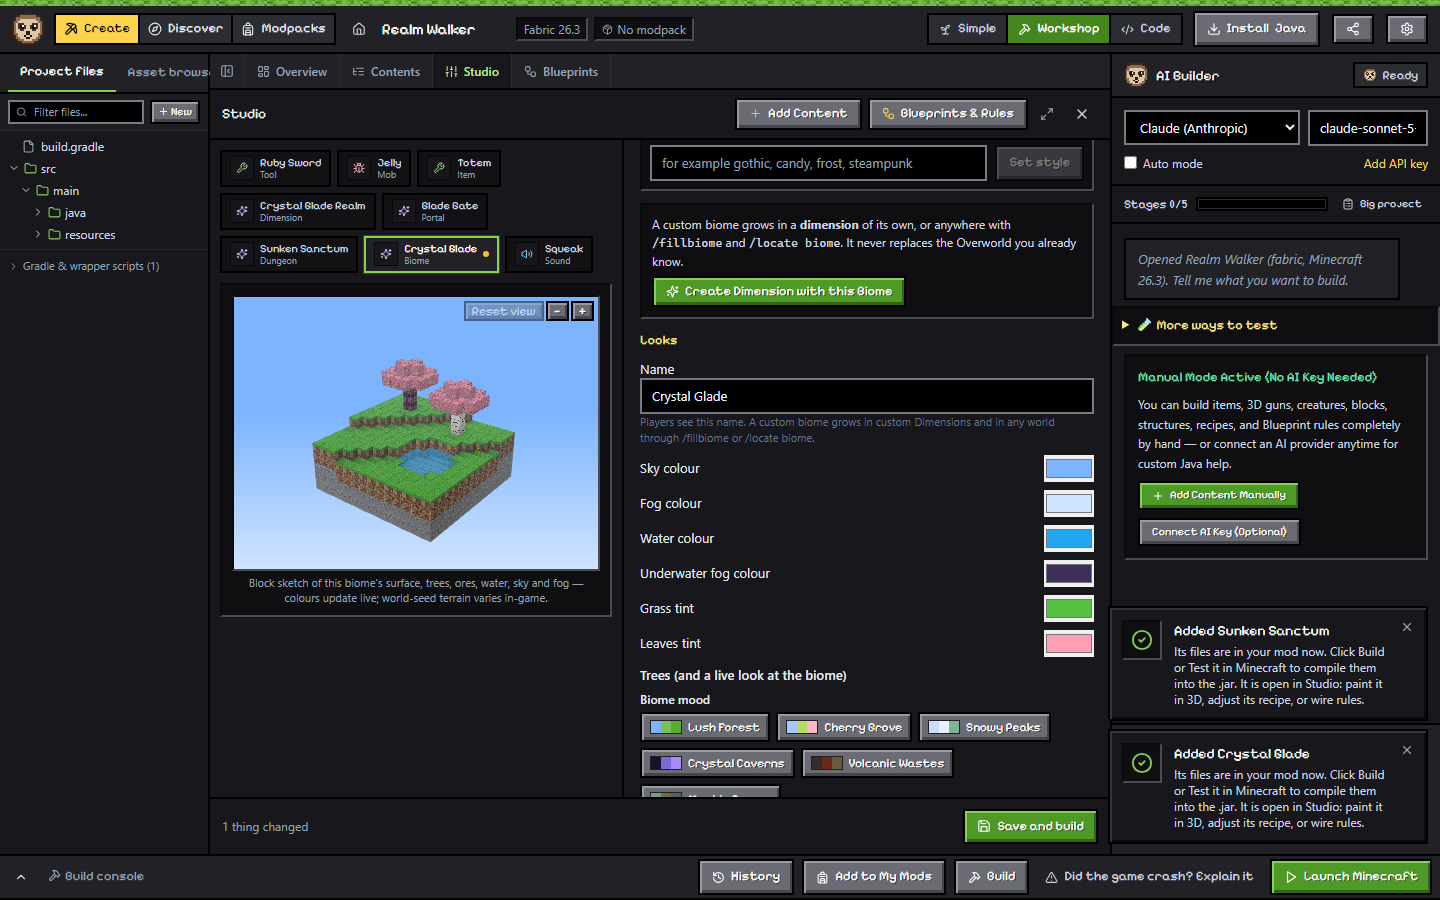 Create
Discover
Modpacks
Realm Walker
Fabric 26.3
No modpack
Simple
Workshop
Code
Install Java
Project Files
Asset brows
Overview
Contents
Studio
Blueprints
AI Builder
Ready
Filter files...
New
build.gradle
src
main
java
resources
Gradle & wrapper scripts (1)
Studio
Add Content
Blueprints & Rules
Ruby Sword
Tool
Jelly
Mob
Totem
Item
Crystal Glade Realm
Dimension
Glade Gate
Portal
Sunken Sanctum
Dungeon
Crystal Glade
Biome
Squeak
Sound
Reset view
Block sketch of this biome's surface, trees, ores, water, sky and fog —
colours update live; world-seed terrain varies in-game.
for example gothic, candy, frost, steampunk
Set style
A custom biome grows in a dimension of its own, or anywhere with
/fillbiome and /locate biome. It never replaces the Overworld you already
know.
Create Dimension with this Biome
Looks
Name
Crystal Glade
Players see this name. A custom biome grows in custom Dimensions and in any world
through /fillbiome or /locate biome.
Sky colour
Fog colour
Water colour
Underwater fog colour
Grass tint
Leaves tint
Trees (and a live look at the biome)
Biome mood
Lush Forest
Cherry Grove
Snowy Peaks
Crystal Caverns
Volcanic Wastes
1 thing changed
Save and build
Claude (Anthropic)
claude-sonnet-5-
Auto mode
Add API key
Stages 0/5
Big project
Opened Realm Walker (fabric, Minecraft
26.3). Tell me what you want to build.
More ways to test
Manual Mode Active (No AI Key Needed)
You can build items, 3D guns, creatures, blocks,
structures, recipes, and Blueprint rules completely
by hand — or connect an AI provider anytime for
custom Java help.
Add Content Manually
Connect AI Key (Optional)
Added Sunken Sanctum
Its files are in your mod now. Click Build
or Test it in Minecraft to compile them
into the .jar. It is open in Studio: paint it
in 3D, adjust its recipe, or wire rules.
Added Crystal Glade
Its files are in your mod now. Click Build
or Test it in Minecraft to compile them
into the .jar. It is open in Studio: paint it
in 3D, adjust its recipe, or wire rules.
Build console
History
Add to My Mods
Build
Did the game crash? Explain it
Launch Minecraft